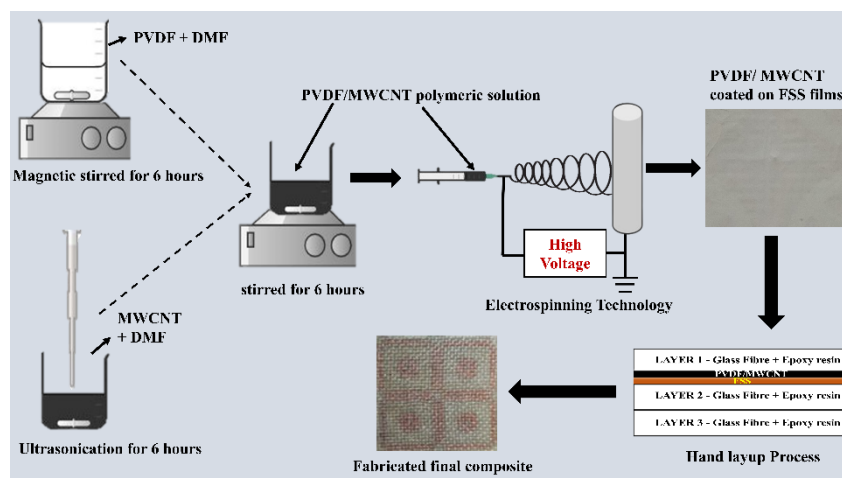 PVDF + DMF
Magnetic stirred for 6 hours
MWCNT
+ DMF
Ultrasonication for 6 hours
PVDF/MWCNT polymeric solution
stirred for 6 hours
High
Voltage
Electrospinning Technology
PVDF/ MWCNT
coated on FSS films
LAYER 1 - Glass Fibre + Epoxy resin
PVDF/MWCNT
FSS
LAYER 2 - Glass Fibre + Epoxy resin
LAYER 3 - Glass Fibre + Epoxy resin
Hand layup Process
Fabricated final composite